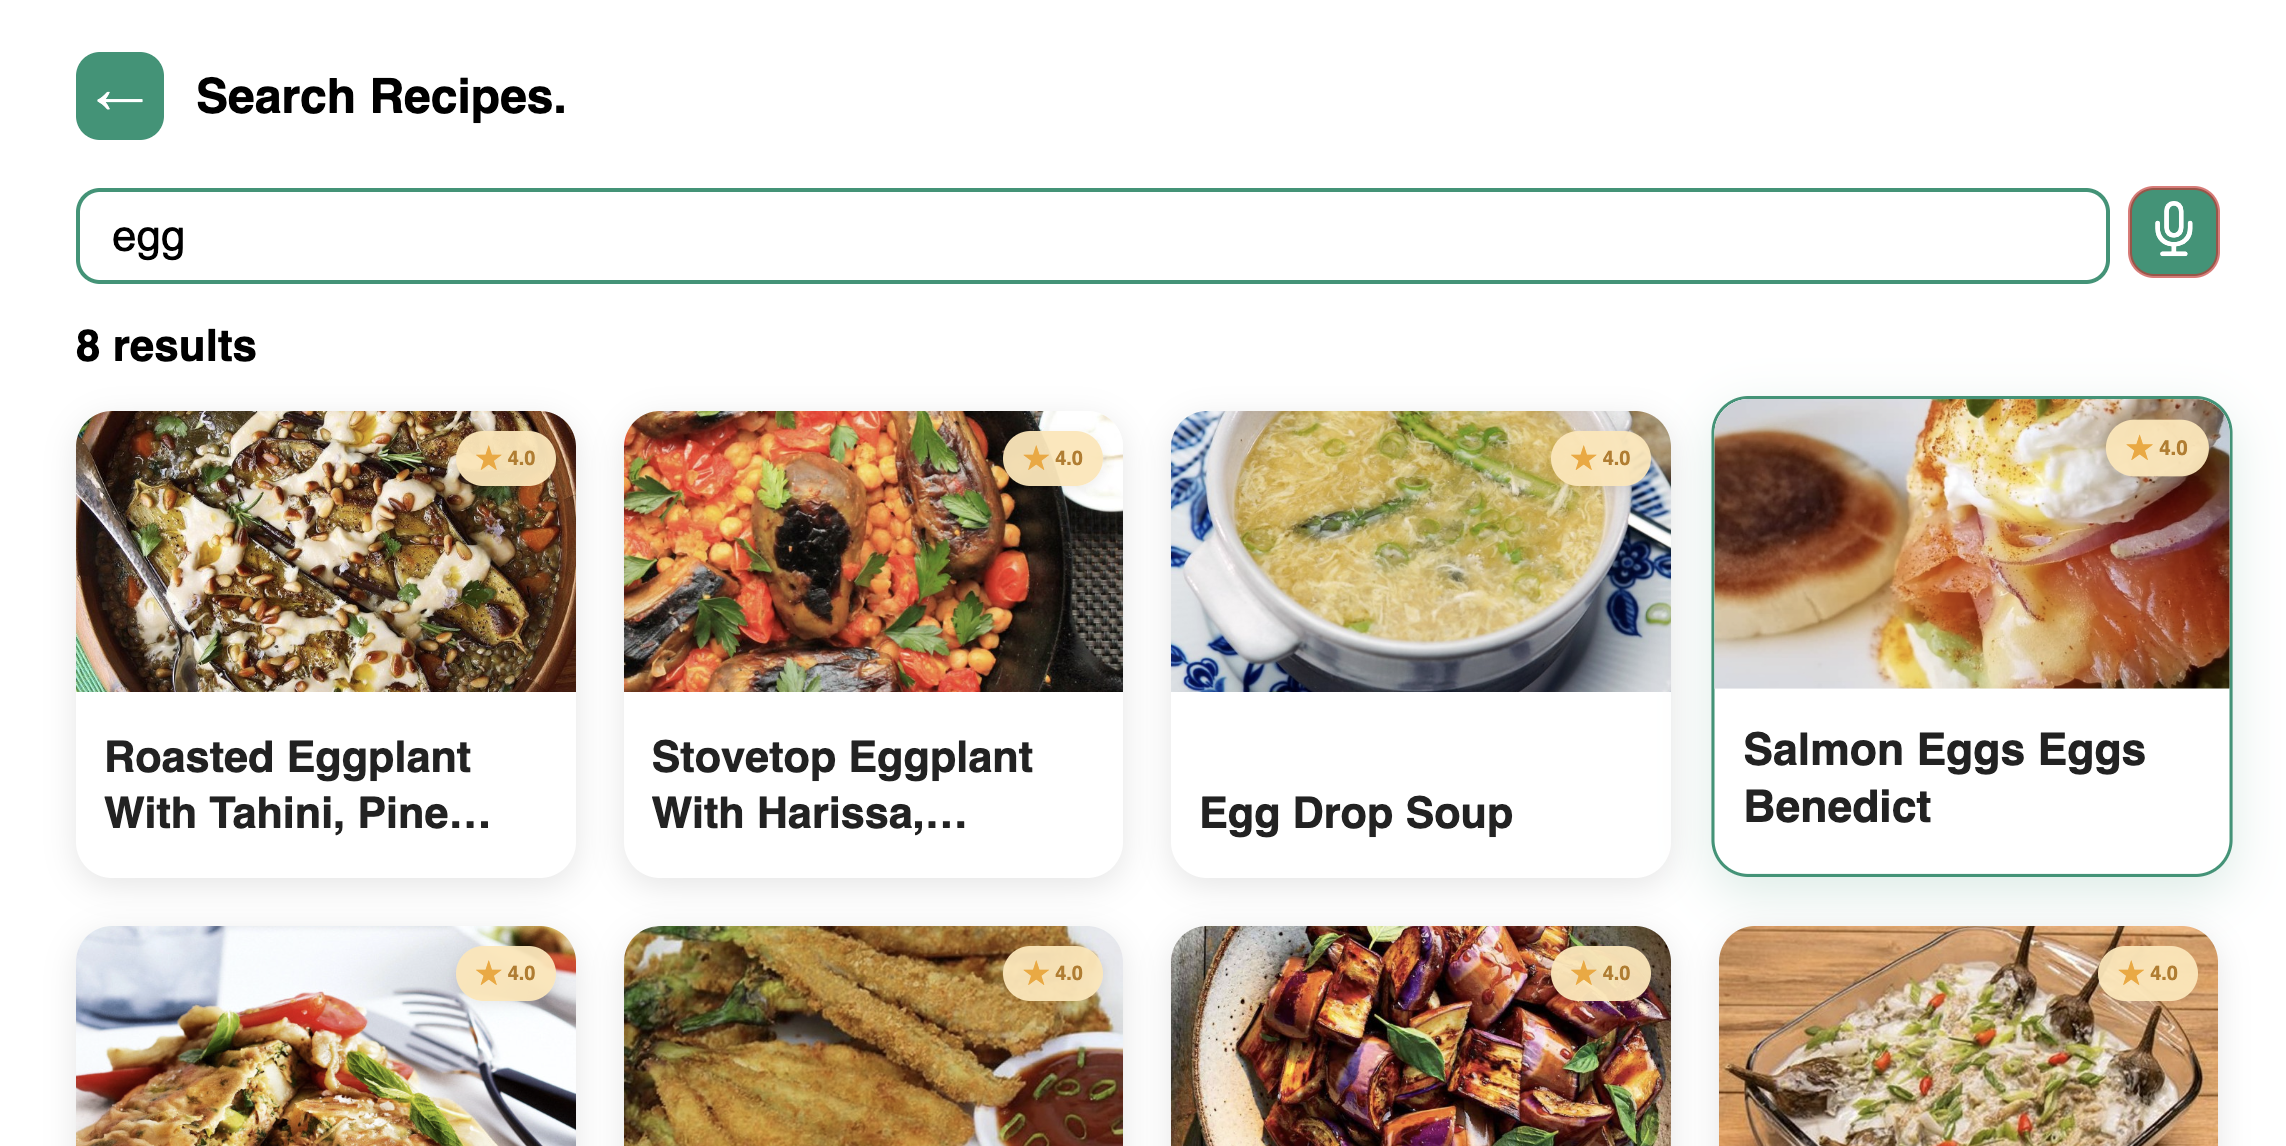 ← Search Recipes.
egg
8 results
★ 4.0
★ 4.0
★ 4.0
★ 4.0
Roasted Eggplant
With Tahini, Pine...
Stovetop Eggplant
With Harissa,...
Egg Drop Soup
Salmon Eggs Eggs
Benedict
★ 4.0
★ 4.0
★ 4.0
★ 4.0